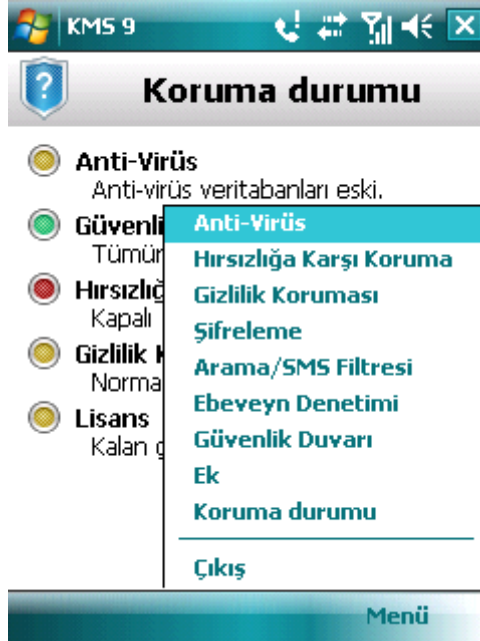 KMS 9
Koruma durumu
Anti-Virüs
Anti-virüs veritabanları eski.
Güvenli
Tümür
Hırsızlığ
Kapalı
Gizlilik
Norma
Lisans
Kalan
Anti-Virüs
Hırsızlığa Karşı Koruma
Gizlilik Koruması
Şifreleme
Arama/SMS Filtresi
Ebeveyn Denetimi
Güvenlik Duvarı
Ek
Koruma durumu
Çıkış
Menü